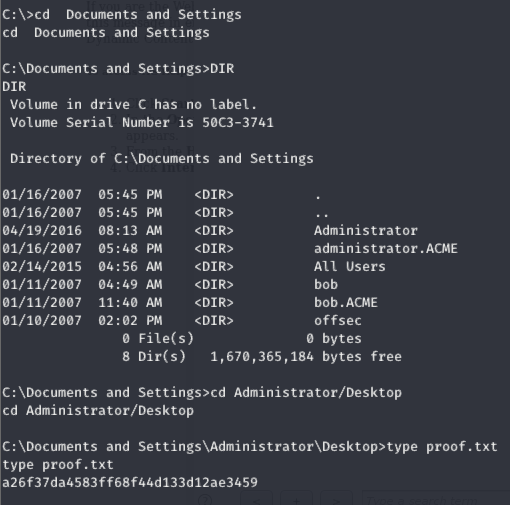 C:\>cd  Documents and Settings
cd  Documents and Settings
C:\Documents and Settings>DIR
DIR
 Volume in drive C has no label.
 Volume Serial Number is 50C3-3741
 Directory of C:\Documents and Settings
01/16/2007  05:45 PM    <DIR>          .
01/16/2007  05:45 PM    <DIR>          ..
04/19/2016  08:13 AM    <DIR>          Administrator
01/16/2007  05:48 PM    <DIR>          administrator.ACME
02/14/2015  04:56 AM    <DIR>          All Users
01/11/2007  04:49 AM    <DIR>          bob
01/11/2007  11:40 AM    <DIR>          bob.ACME
01/10/2007  02:02 PM    <DIR>          offsec
               0 File(s)              0 bytes
               8 Dir(s)   1,670,365,184 bytes free
C:\Documents and Settings>cd Administrator/Desktop
cd Administrator/Desktop
C:\Documents and Settings\Administrator\Desktop>type proof.txt
type proof.txt
a26f37da4583ff68f44d133d12ae3459